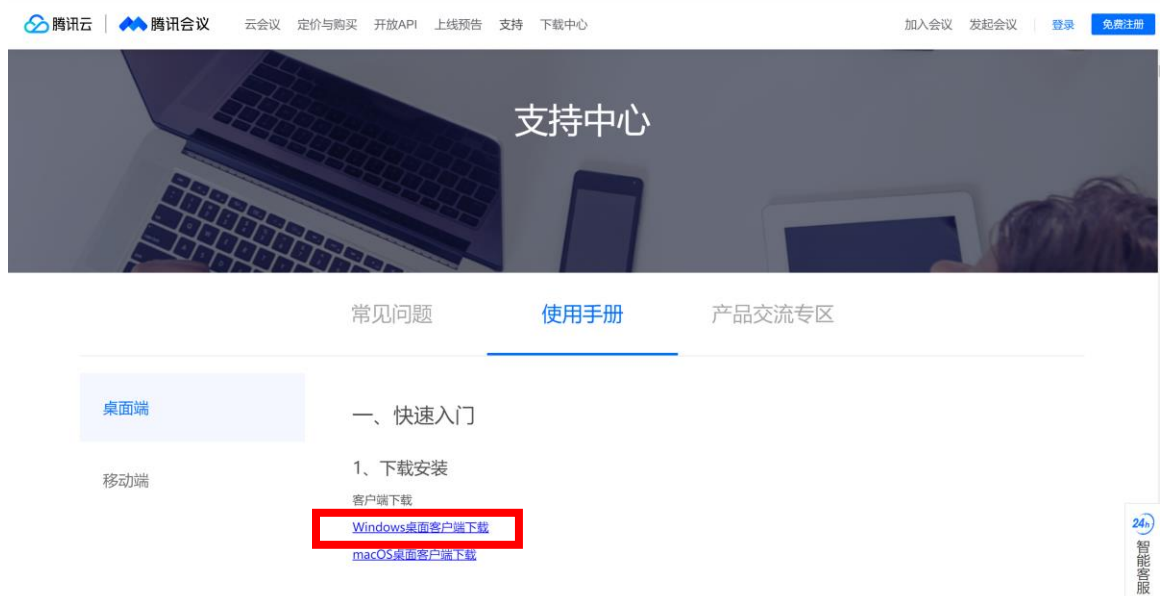 腾讯云 腾讯会议 云会议 定价与购买 开放API 上线预告 支持 下载中心 加入会议 发起会议 登录 免费注册
支持中心
常见问题 使用手册 产品交流专区
桌面端
移动端
一、快速入门
1、下载安装
客户端下载
Windows桌面客户端下载
macOS桌面客户端下载
24h
智能客服